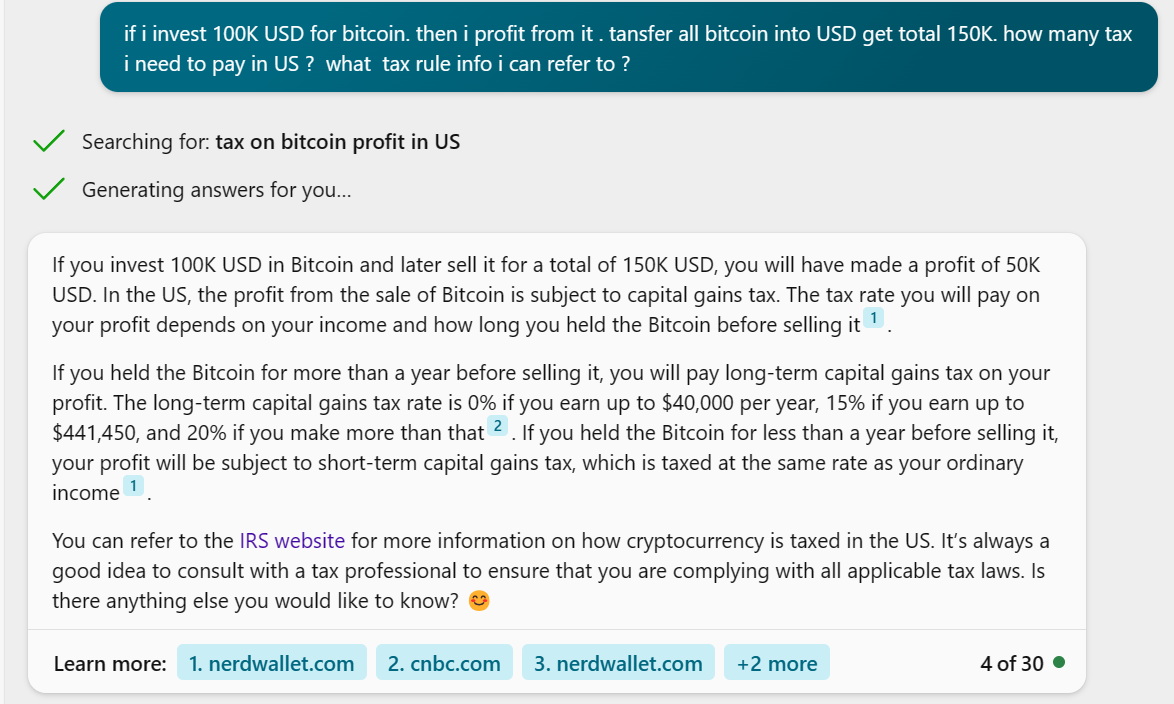 if i invest 100K USD for bitcoin. then i profit from it . tansfer all bitcoin into USD get total 150K. how many tax
i need to pay in US ?  what  tax rule info i can refer to ?
Searching for: tax on bitcoin profit in US
Generating answers for you...
If you invest 100K USD in Bitcoin and later sell it for a total of 150K USD, you will have made a profit of 50K
USD. In the US, the profit from the sale of Bitcoin is subject to capital gains tax. The tax rate you will pay on
your profit depends on your income and how long you held the Bitcoin before selling it 1 .
If you held the Bitcoin for more than a year before selling it, you will pay long-term capital gains tax on your
profit. The long-term capital gains tax rate is 0% if you earn up to $40,000 per year, 15% if you earn up to
$441,450, and 20% if you make more than that 2 . If you held the Bitcoin for less than a year before selling it,
your profit will be subject to short-term capital gains tax, which is taxed at the same rate as your ordinary
income 1 .
You can refer to the IRS website for more information on how cryptocurrency is taxed in the US. It's always a
good idea to consult with a tax professional to ensure that you are complying with all applicable tax laws. Is
there anything else you would like to know? 😊
Learn more: 1. nerdwallet.com 2. cnbc.com 3. nerdwallet.com +2 more 4 of 30